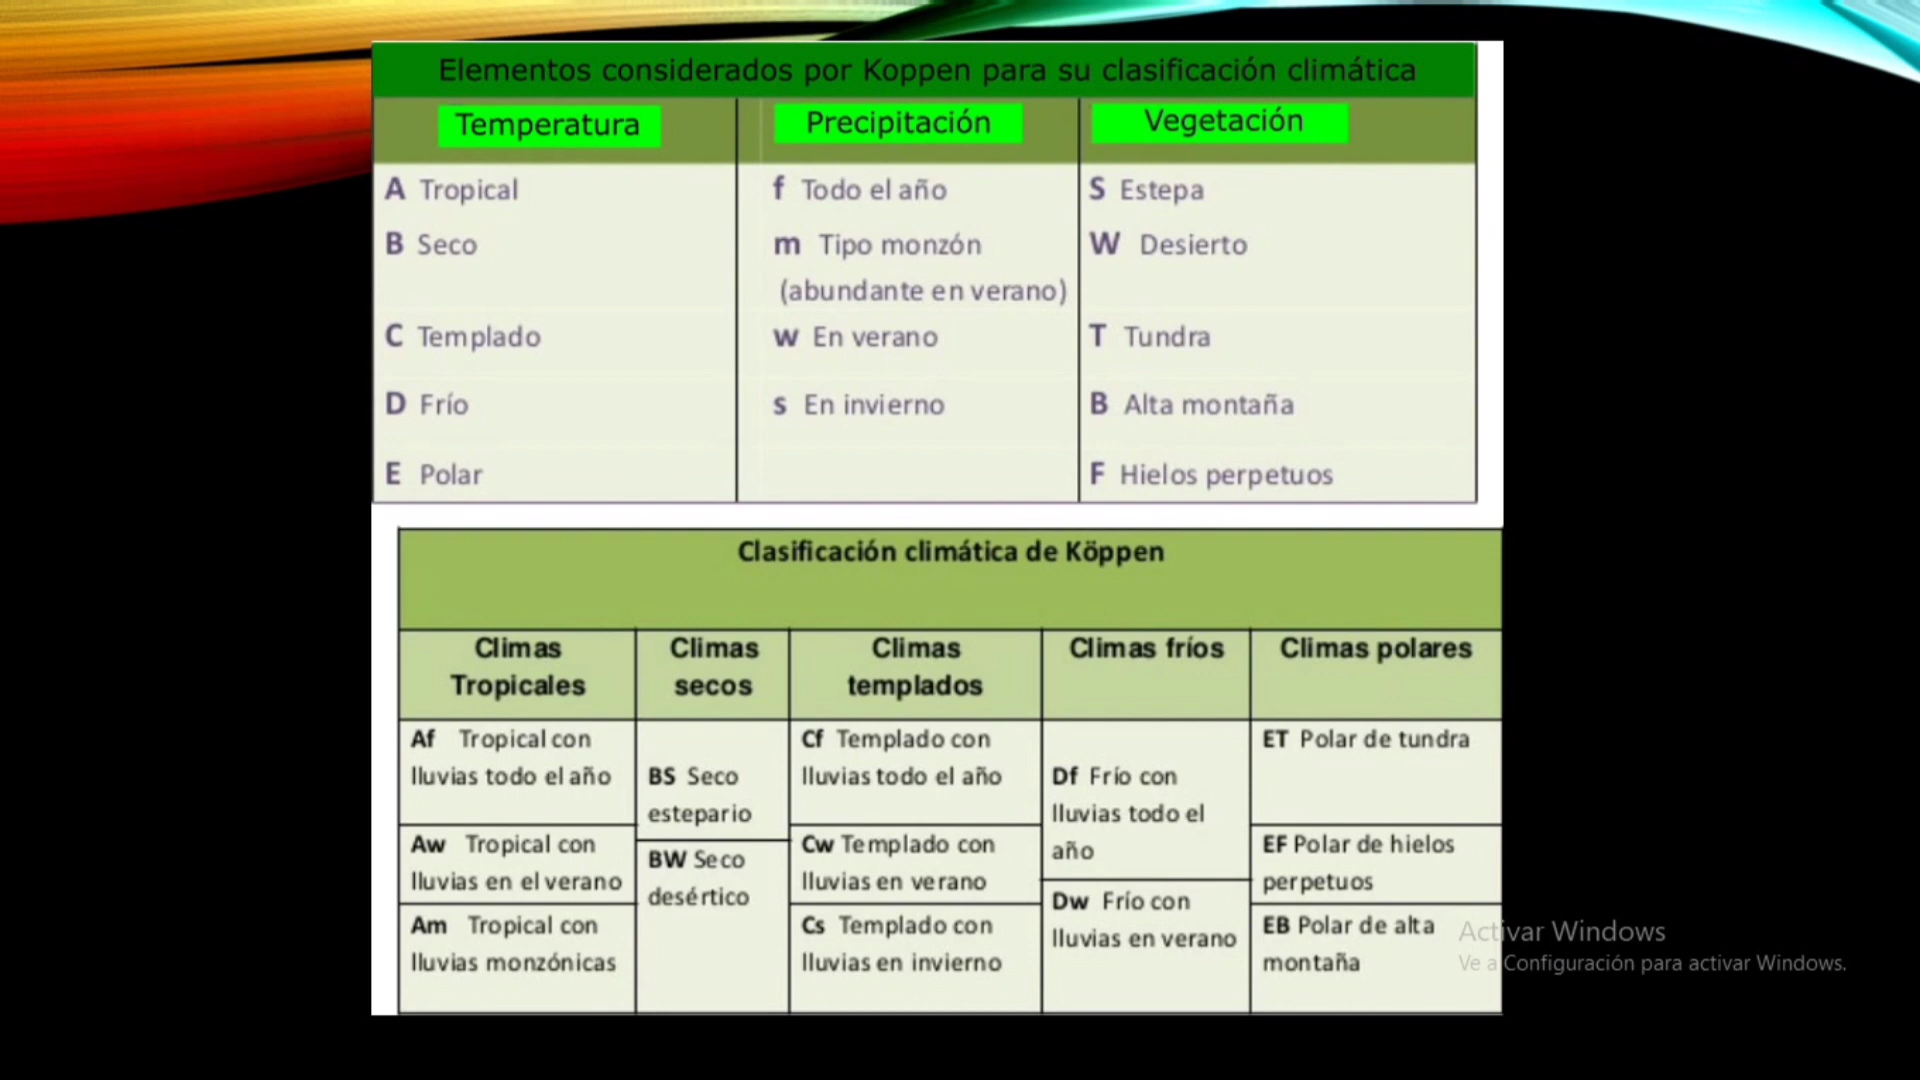 Elementos considerados por Koppen para su clasificación climática
Temperatura
Precipitación
Vegetación
A Tropical
f Todo el año
S Estepa
B Seco
m Tipo monzón
(abundante en verano)
W Desierto
C Templado
w En verano
T Tundra
D Frío
s En invierno
B Alta montaña
E Polar
F Hielos perpetuos
Clasificación climática de Köppen
Climas
Tropicales
Climas
secos
Climas
templados
Climas fríos
Climas polares
Af Tropical con
lluvias todo el año
Aw Tropical con
lluvias en el verano
Am Tropical con
lluvias monzónicas
BS Seco
estepario
BW Seco
desértico
Cf Templado con
lluvias todo el año
Cw Templado con
lluvias en verano
Cs Templado con
lluvias en invierno
Df Frío con
lluvias todo el
año
Dw Frío con
lluvias en verano
ET Polar de tundra
EF Polar de hielos
perpetuos
EB Polar de alta
montaña
Activar Windows
Ve a Configuración para activar Windows.